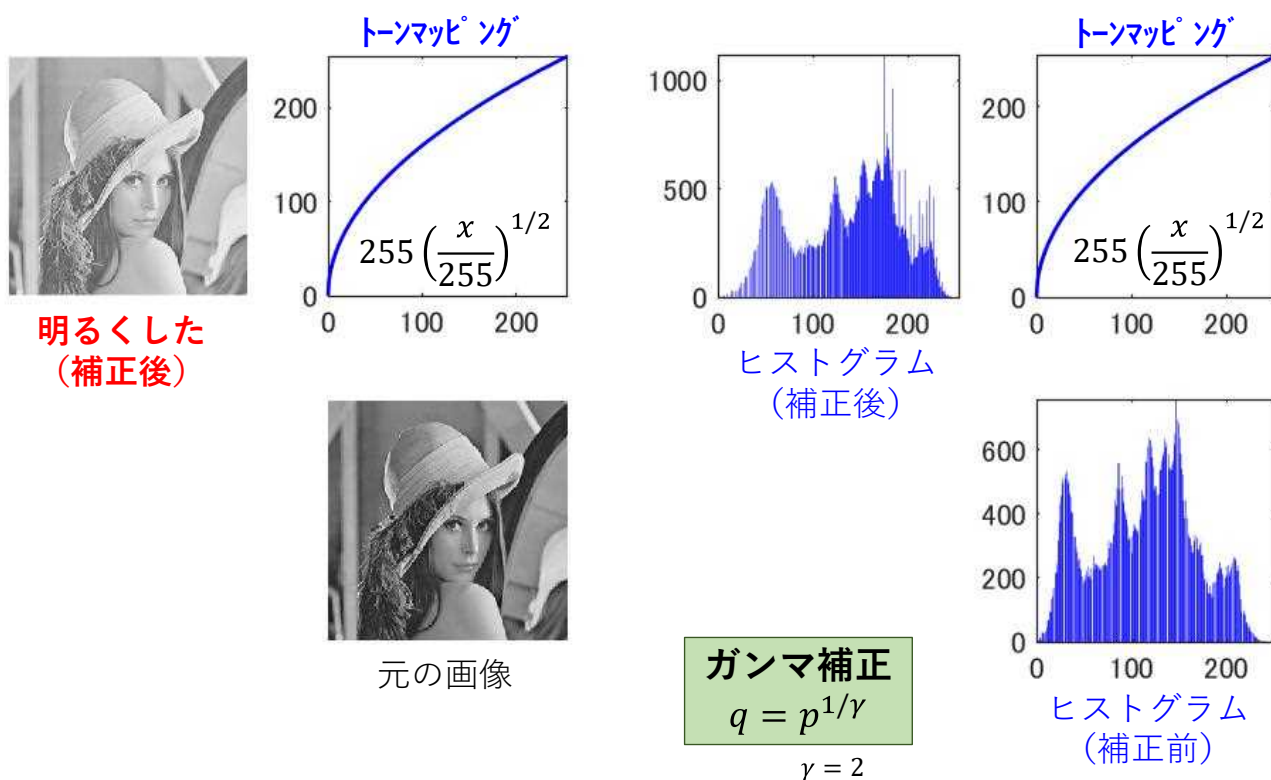 トーンマッピング
トーンマッピング
200
100
0
0 100 200
255 (x/255)^{1/2}
1000
500
0
0 100 200
200
100
0
0 100 200
255 (x/255)^{1/2}
明るくした
(補正後)
ヒストグラム
(補正後)
元の画像
600
400
200
0
0 100 200
ガンマ補正
q = p^{1/γ}
γ = 2
ヒストグラム
(補正前)